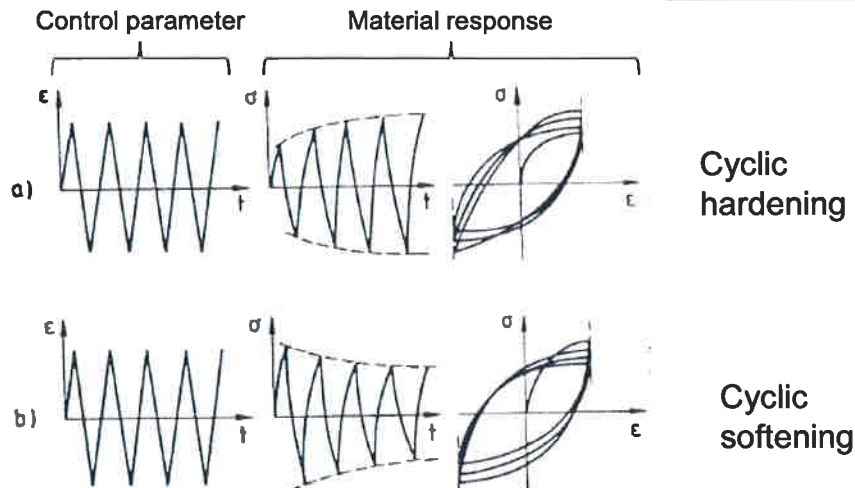 Control parameter Material response
ε σ σ
a) t t ε
Cyclic
hardening
ε σ σ
b) t t ε
Cyclic
softening